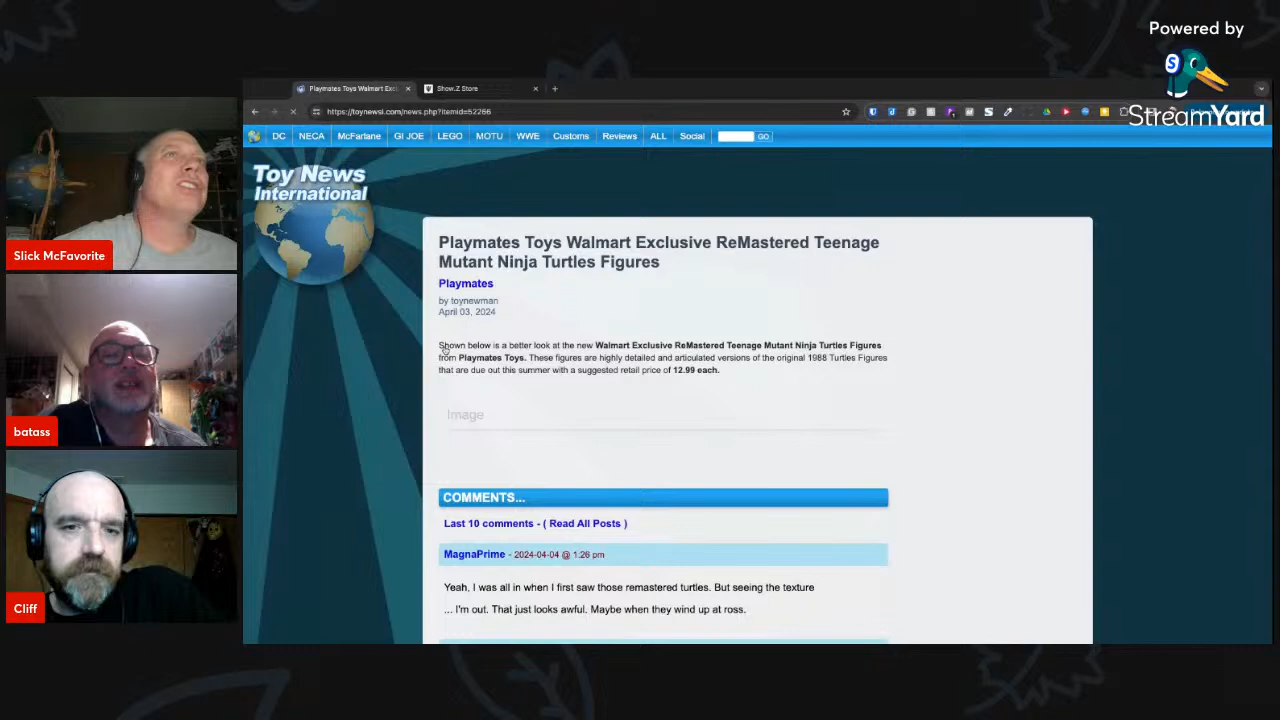 Powered by
StreamYard
Playmates Toys Walmart Exc
Show.Z Store
https://toynewsi.com/news.php?itemid=52266
DC NECA McFarlane GI JOE LEGO MOTU WWE Customs Reviews ALL Social GO
Toy News
International
Playmates Toys Walmart Exclusive ReMastered Teenage
Mutant Ninja Turtles Figures
Playmates
by toynewman
April 03, 2024
Shown below is a better look at the new Walmart Exclusive ReMastered Teenage Mutant Ninja Turtles Figures
from Playmates Toys. These figures are highly detailed and articulated versions of the original 1988 Turtles Figures
that are due out this summer with a suggested retail price of 12.99 each.
Image
COMMENTS...
Last 10 comments - ( Read All Posts )
MagnaPrime - 2024-04-04 @ 1:26 pm
Yeah, I was all in when I first saw those remastered turtles. But seeing the texture
... I'm out. That just looks awful. Maybe when they wind up at ross.
Slick McFavorite
batass
Cliff